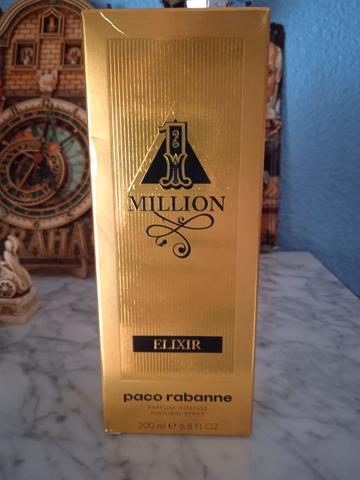 1
MILLION
ELIXIR
paco rabanne
PARFUM INTENSE
NATURAL SPRAY
200 ml e 6.8 FL OZ